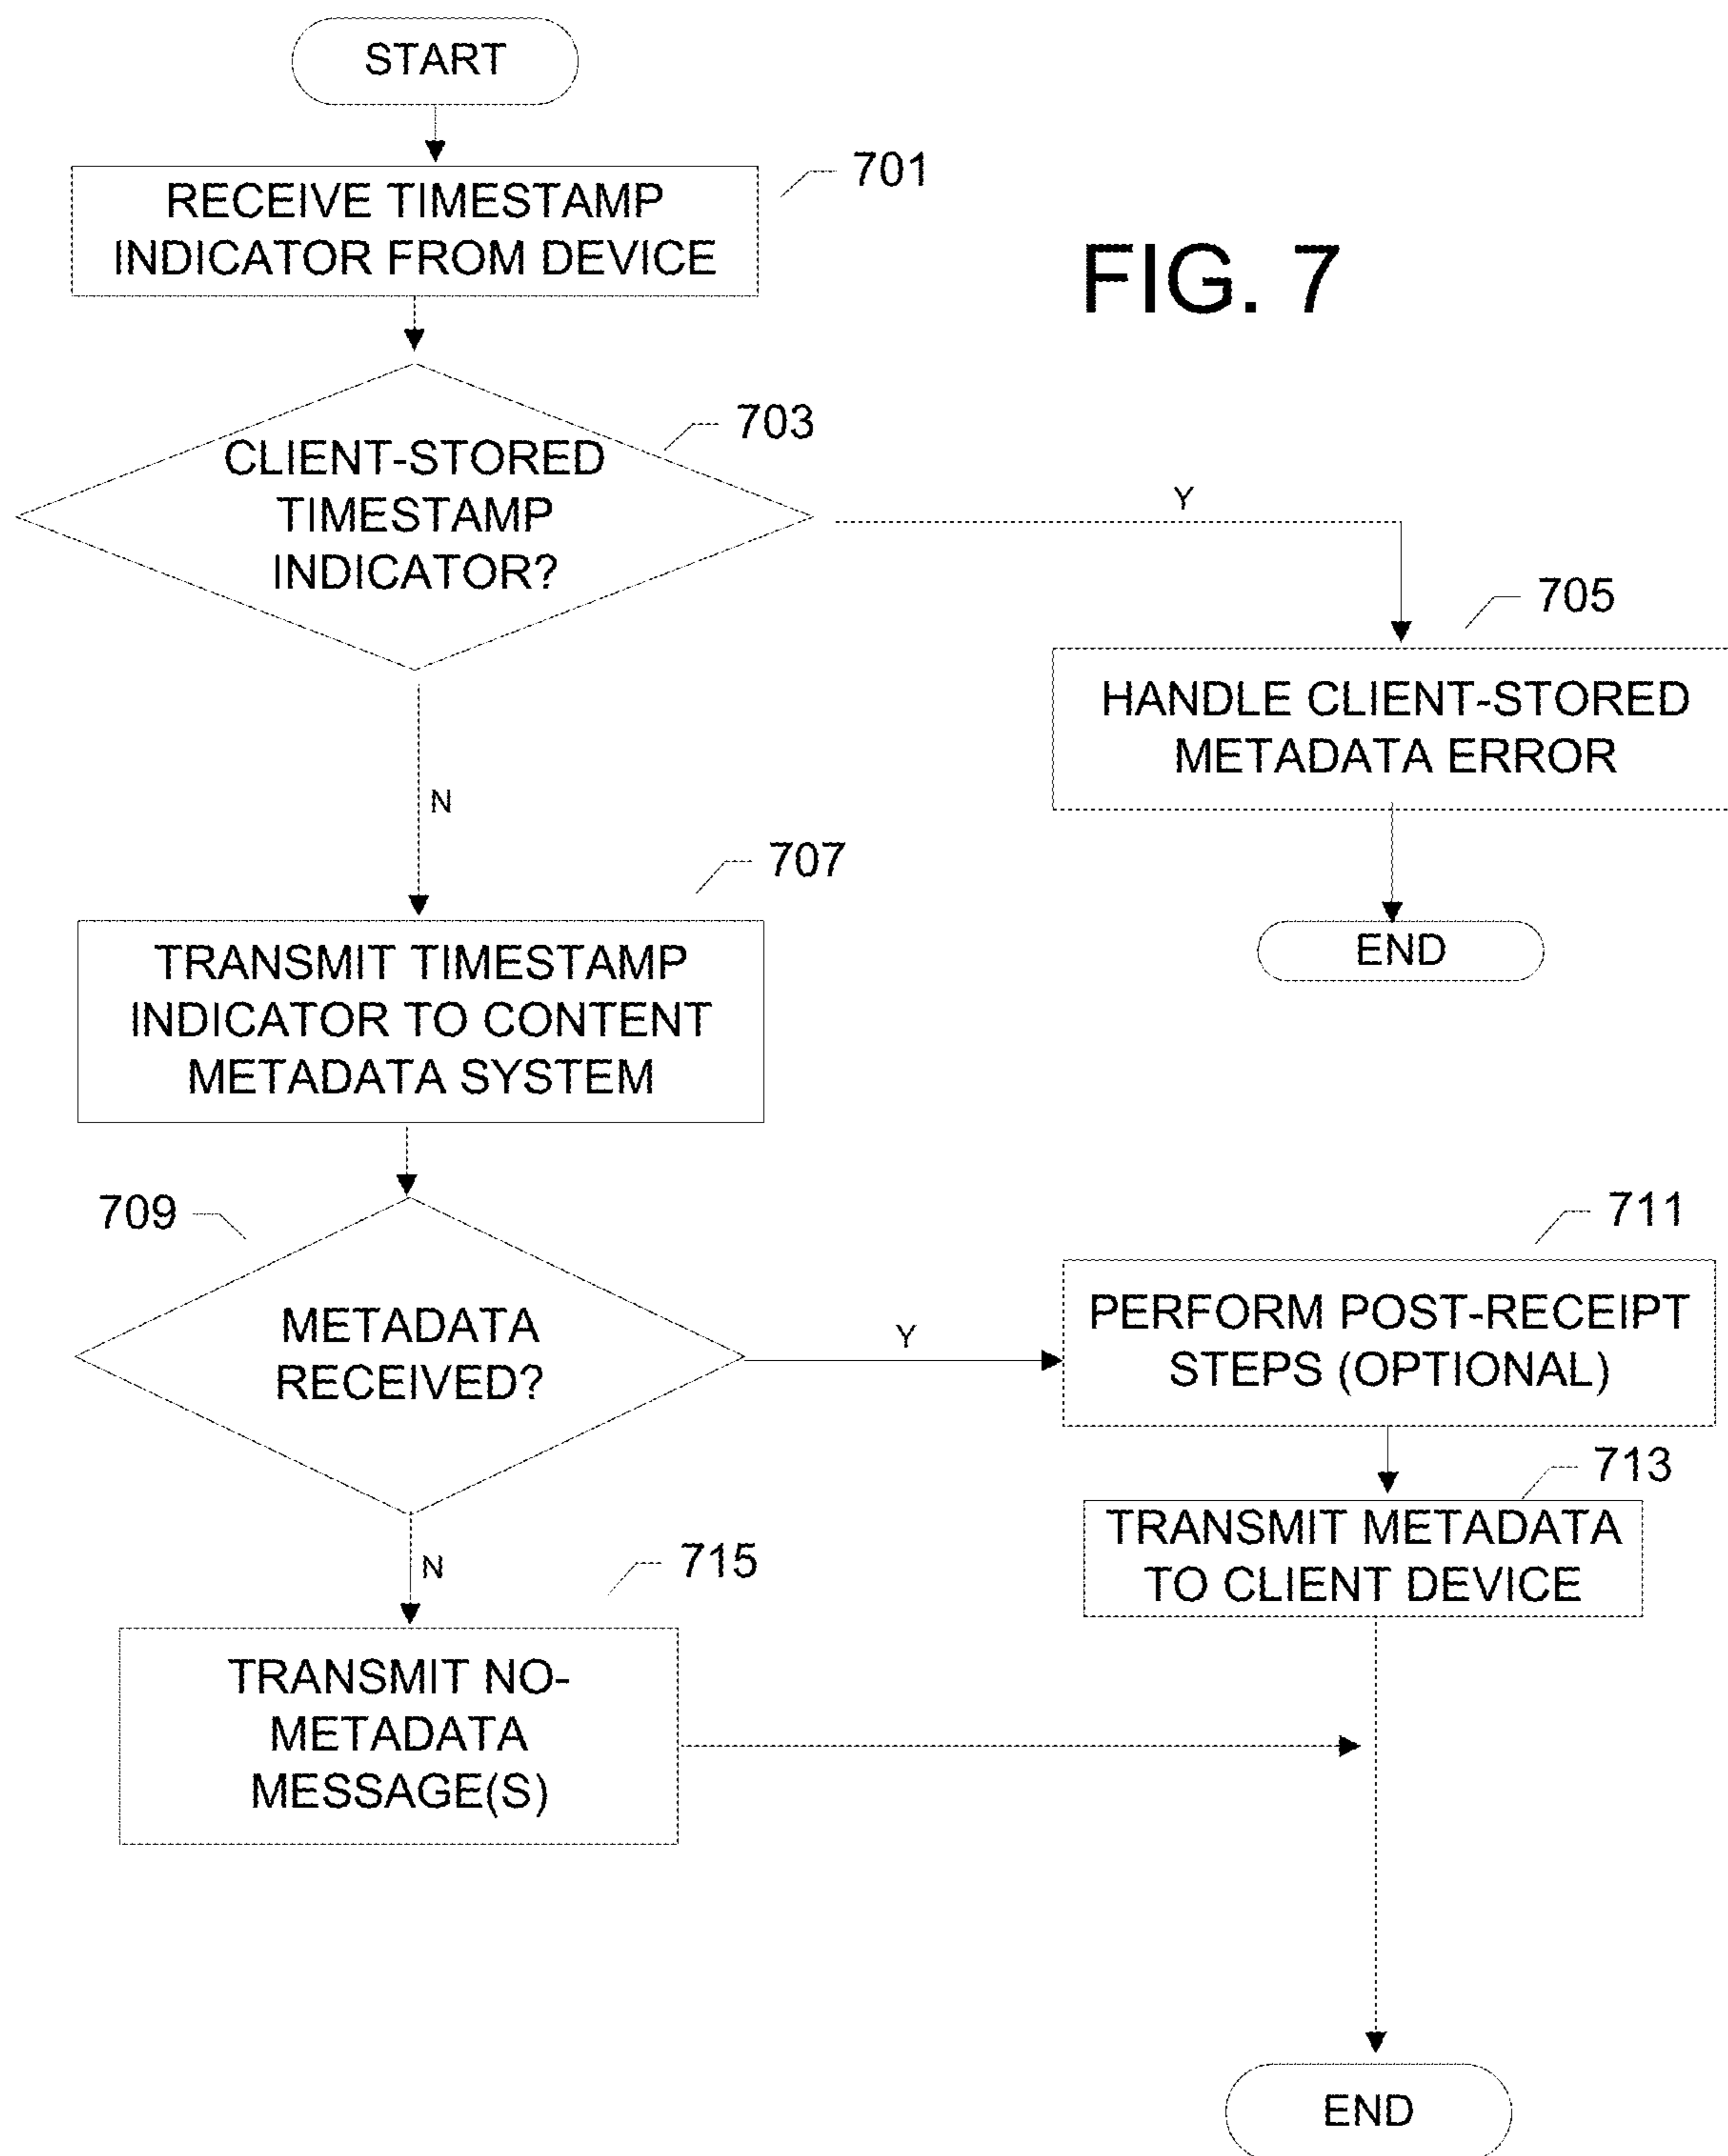 START
701
RECEIVE TIMESTAMP
INDICATOR FROM DEVICE
FIG. 7
703
CLIENT-STORED
TIMESTAMP
INDICATOR?
Y
705
HANDLE CLIENT-STORED
METADATA ERROR
END
N
707
TRANSMIT TIMESTAMP
INDICATOR TO CONTENT
METADATA SYSTEM
709
METADATA
RECEIVED?
Y
711
PERFORM POST-RECEIPT
STEPS (OPTIONAL)
713
TRANSMIT METADATA
TO CLIENT DEVICE
N
715
TRANSMIT NO-
METADATA
MESSAGE(S)
END